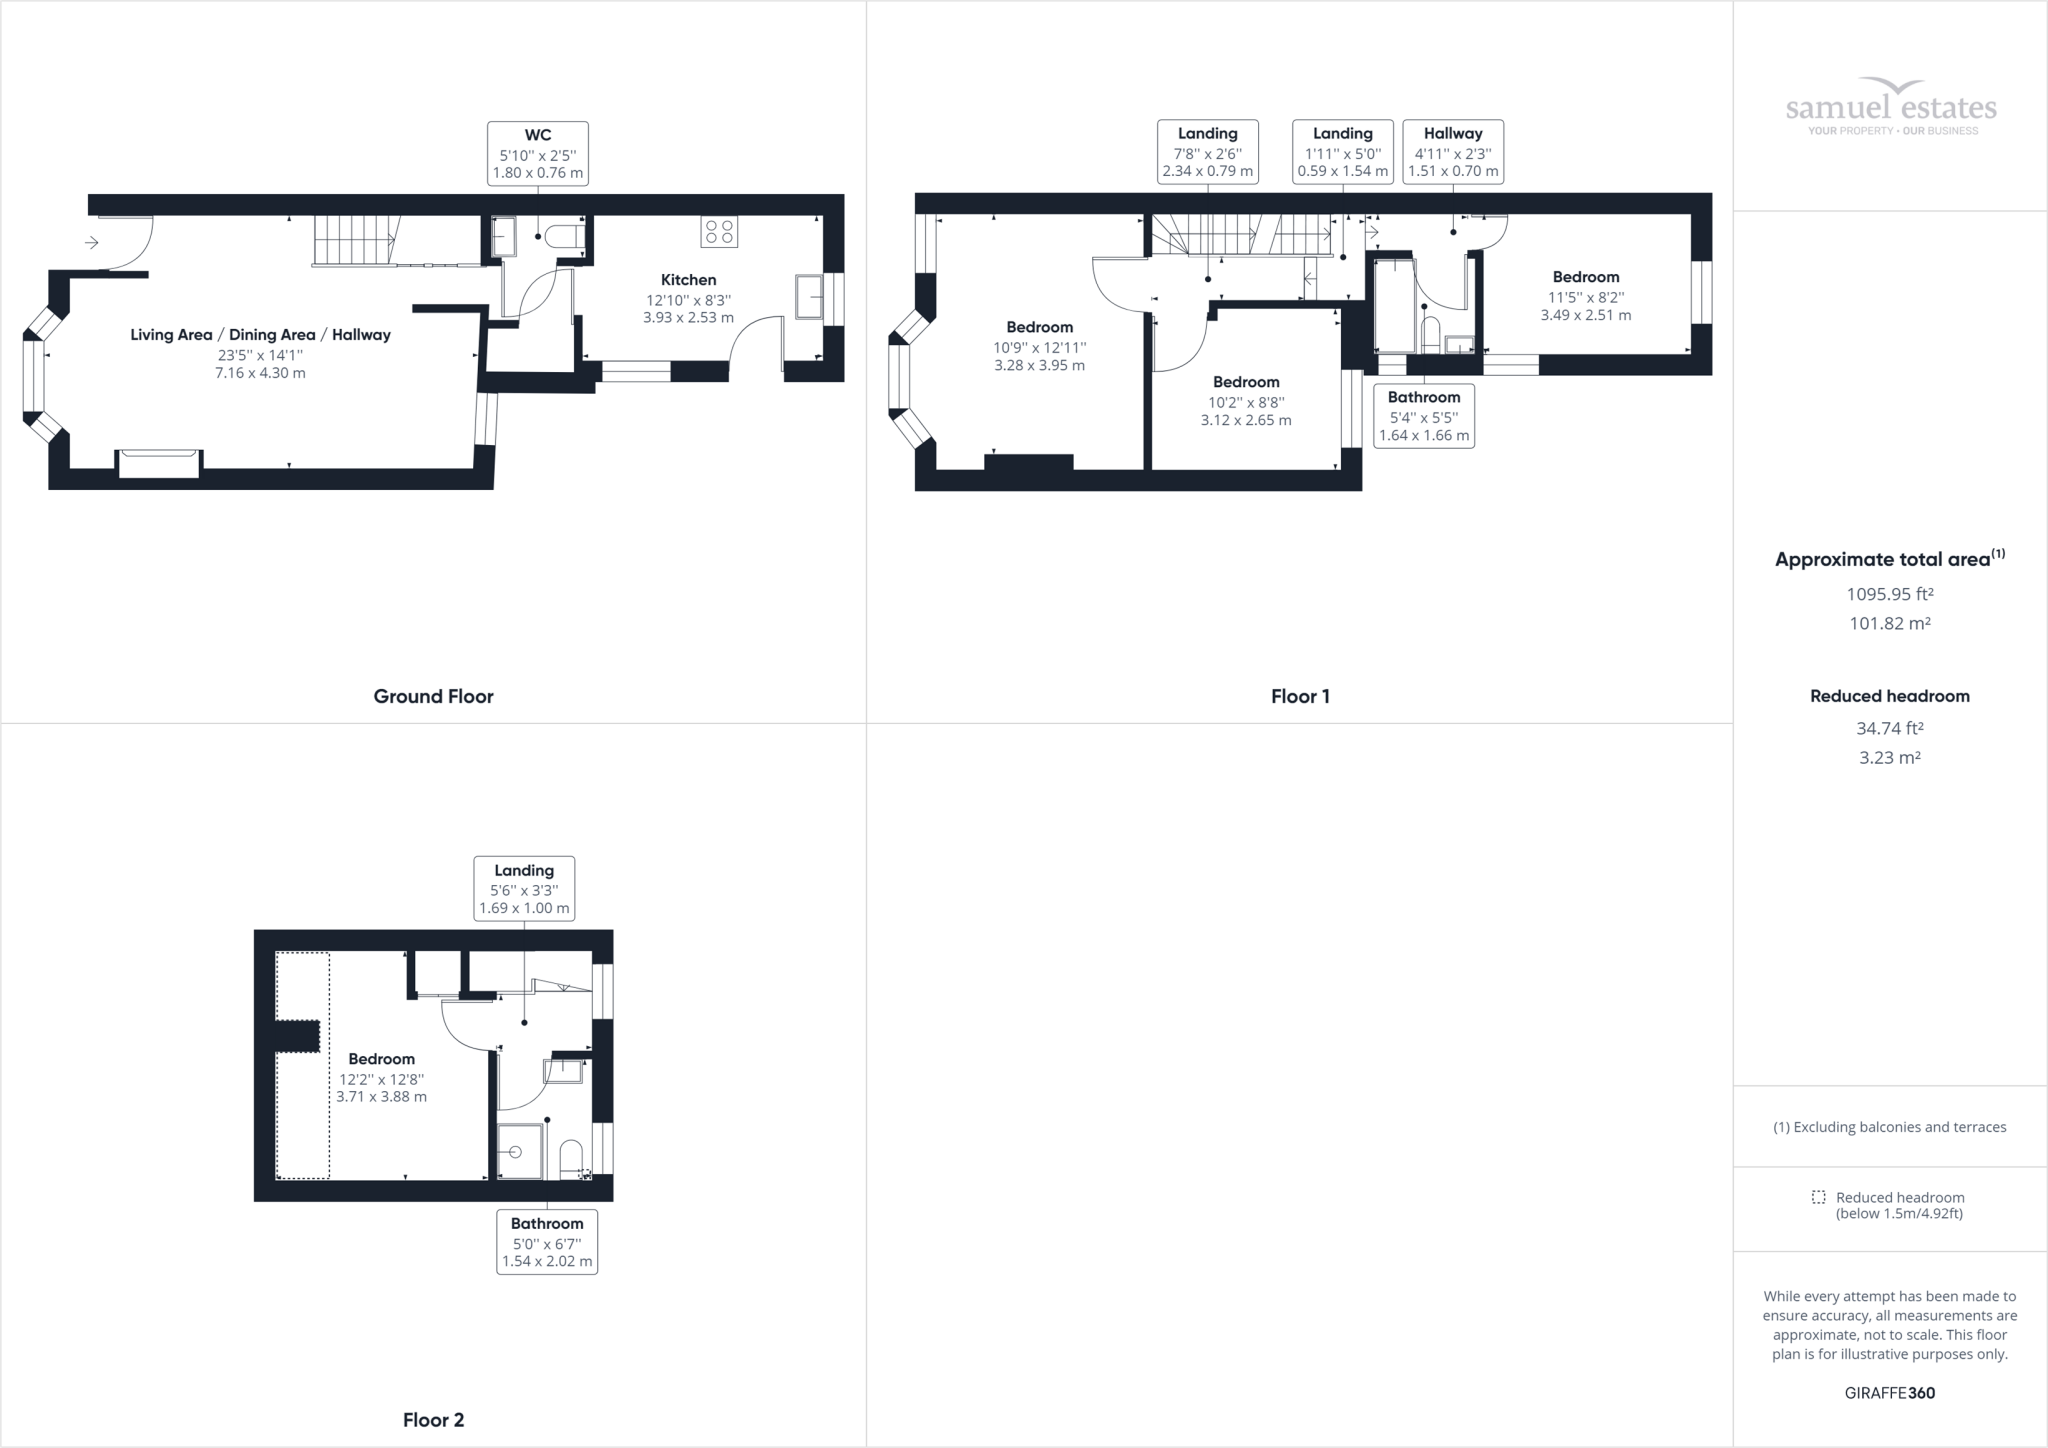 WC
5'10'' x 2'5''
1.80 x 0.76 m
Kitchen
12'10'' x 8'3''
3.93 x 2.53 m
Living Area / Dining Area / Hallway
23'5'' x 14'1''
7.16 x 4.30 m
Ground Floor
Landing
7'8'' x 2'6''
2.34 x 0.79 m
Landing
1'11'' x 5'0''
0.59 x 1.54 m
Hallway
4'11'' x 2'3''
1.51 x 0.70 m
Bedroom
11'5'' x 8'2''
3.49 x 2.51 m
Bedroom
10'9'' x 12'11''
3.28 x 3.95 m
Bedroom
10'2'' x 8'8''
3.12 x 2.65 m
Bathroom
5'4'' x 5'5''
1.64 x 1.66 m
Floor 1
Landing
5'6'' x 3'3''
1.69 x 1.00 m
Bedroom
12'2'' x 12'8''
3.71 x 3.88 m
Bathroom
5'0'' x 6'7''
1.54 x 2.02 m
Floor 2
samuel estates
YOUR PROPERTY • OUR BUSINESS
Approximate total area(1)
1095.95 ft²
101.82 m²
Reduced headroom
34.74 ft²
3.23 m²
(1) Excluding balconies and terraces
Reduced headroom
(below 1.5m/4.92ft)
While every attempt has been made to
ensure accuracy, all measurements are
approximate, not to scale. This floor
plan is for illustrative purposes only.
GIRAFFE360